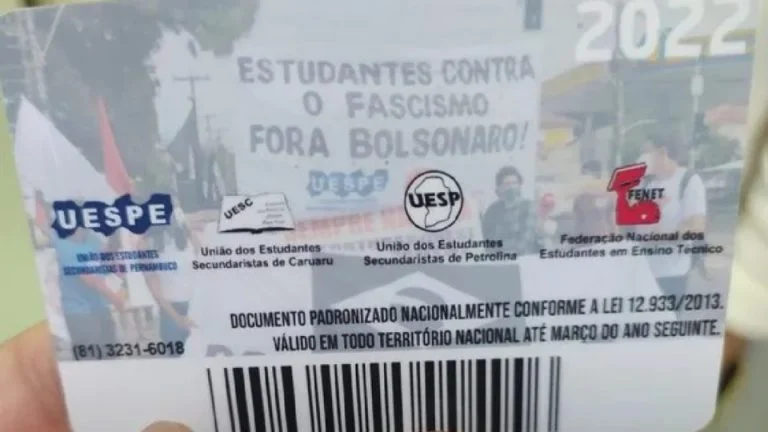 2022
ESTUDANTES CONTRA
O FASCISMO
FORA BOLSONARO!
UESPE
UESPE
UNIÃO DOS ESTUDANTES
SECUNDARISTAS DE PERNAMBUCO
UESC
União dos Estudantes
Secundaristas de Caruaru
UESP
União dos Estudantes
Secundaristas de Petrolina
FENET
Federação Nacional dos
Estudantes em Ensino Técnico
DOCUMENTO PADRONIZADO NACIONALMENTE CONFORME A LEI 12.933/2013.
VÁLIDO EM TODO TERRITÓRIO NACIONAL ATÉ MARÇO DO ANO SEGUINTE.
(81) 3231-6018